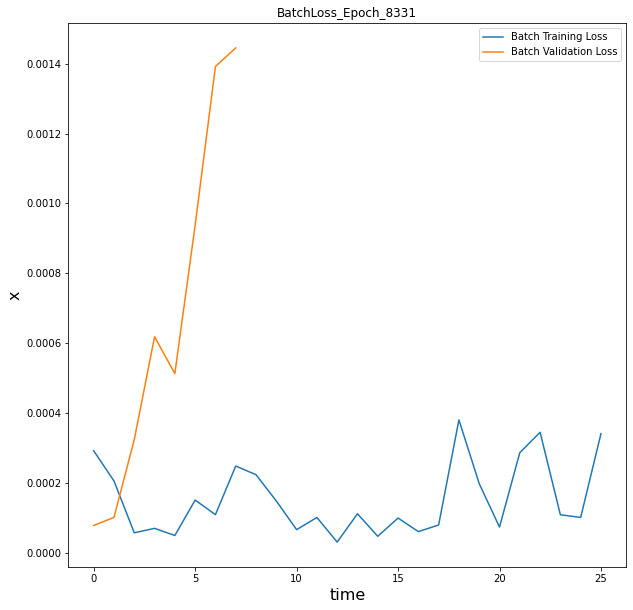 BatchLoss_Epoch_8331
Batch Training Loss
Batch Validation Loss
0.0014
0.0012
0.0010
0.0008
0.0006
0.0004
0.0002
0.0000
x
0 5 10 15 20 25
time